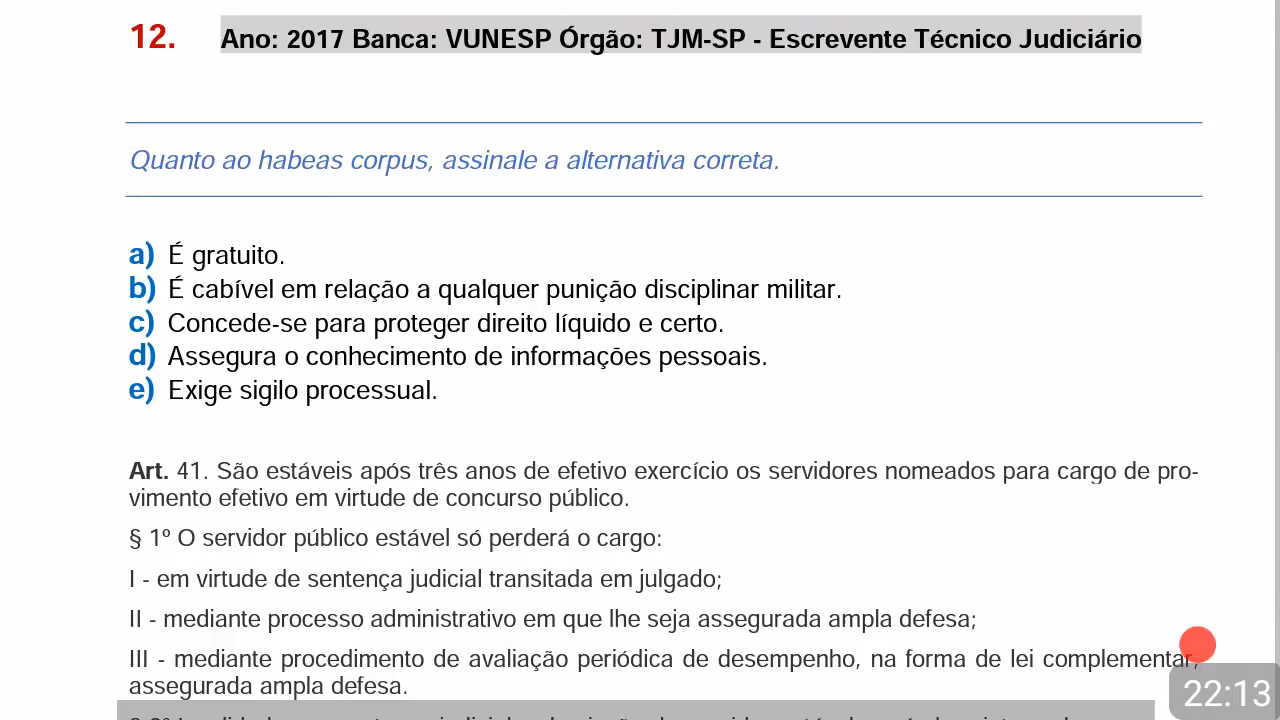 12. Ano: 2017 Banca: VUNESP Órgão: TJM-SP - Escrevente Técnico Judiciário
Quanto ao habeas corpus, assinale a alternativa correta.
a) É gratuito.
b) É cabível em relação a qualquer punição disciplinar militar.
c) Concede-se para proteger direito líquido e certo.
d) Assegura o conhecimento de informações pessoais.
e) Exige sigilo processual.
Art. 41. São estáveis após três anos de efetivo exercício os servidores nomeados para cargo de pro-
vimento efetivo em virtude de concurso público.
§ 1º O servidor público estável só perderá o cargo:
I - em virtude de sentença judicial transitada em julgado;
II - mediante processo administrativo em que lhe seja assegurada ampla defesa;
III - mediante procedimento de avaliação periódica de desempenho, na forma de lei complementar,
assegurada ampla defesa.
22:13